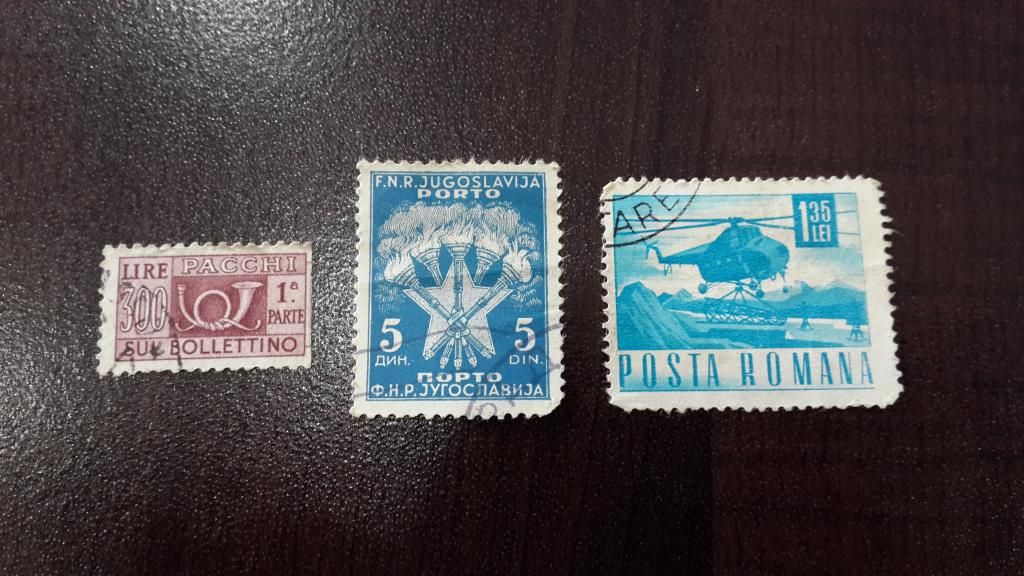 LIRE PACCHI
300 1ª PARTE
SUL BOLLETTINO
F.N.R. JUGOSLAVIJA
PORTO
5 5
ДИН. DIN.
ПОРТО
Ф.Н.Р. ЈУГОСЛАВИЈА
ARE
1 35
LEI
POSTA ROMANA